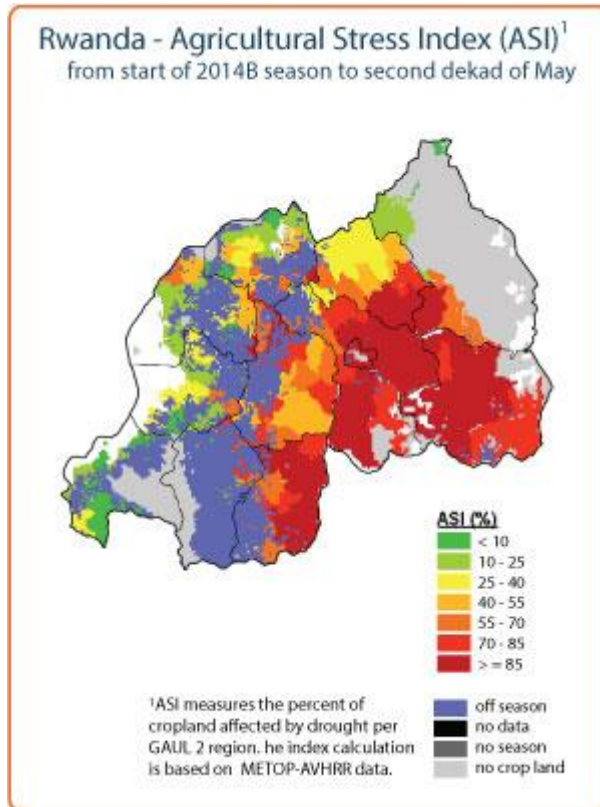 Rwanda - Agricultural Stress Index (ASI)¹
from start of 2014B season to second dekad of May
ASI (%)
< 10
10 - 25
25 - 40
40 - 55
55 - 70
70 - 85
> = 85
¹ASI measures the percent of
cropland affected by drought per
GAUL 2 region. he index calculation
is based on METOP-AVHRR data.
off season
no data
no season
no crop land